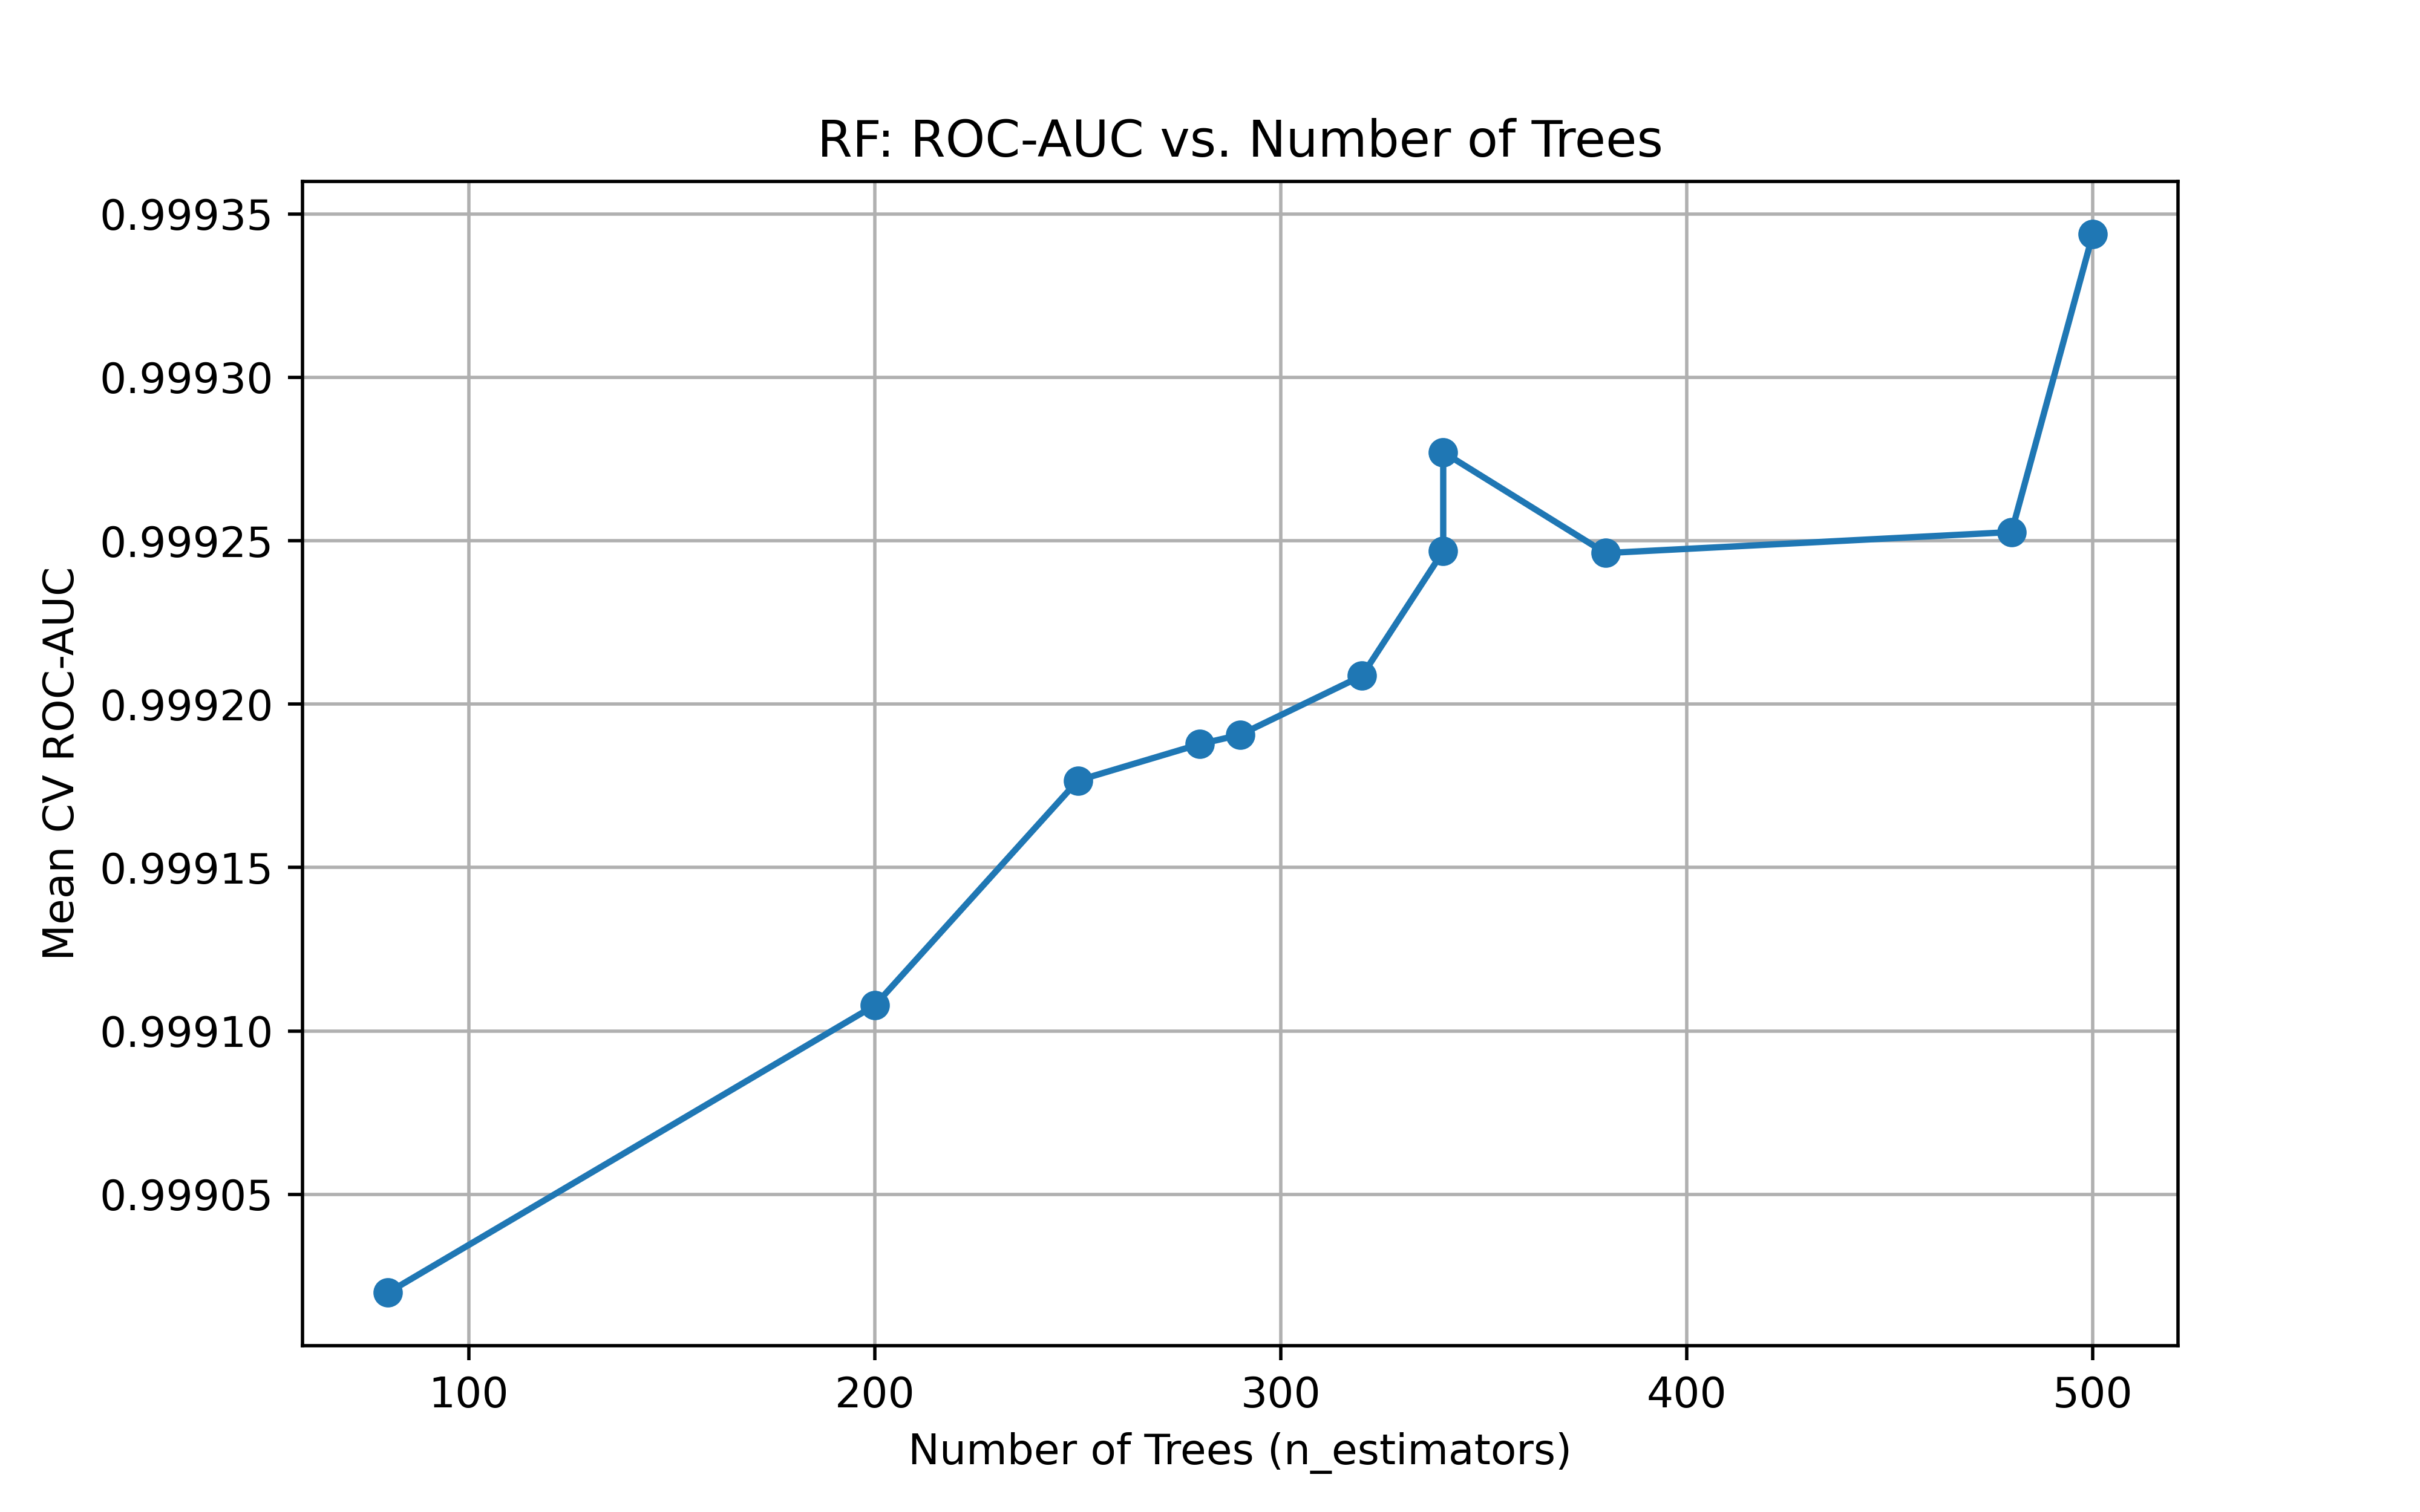 RF: ROC-AUC vs. Number of Trees
0.99935
0.99930
0.99925
0.99920
0.99915
0.99910
0.99905
Mean CV ROC-AUC
100 200 300 400 500
Number of Trees (n_estimators)